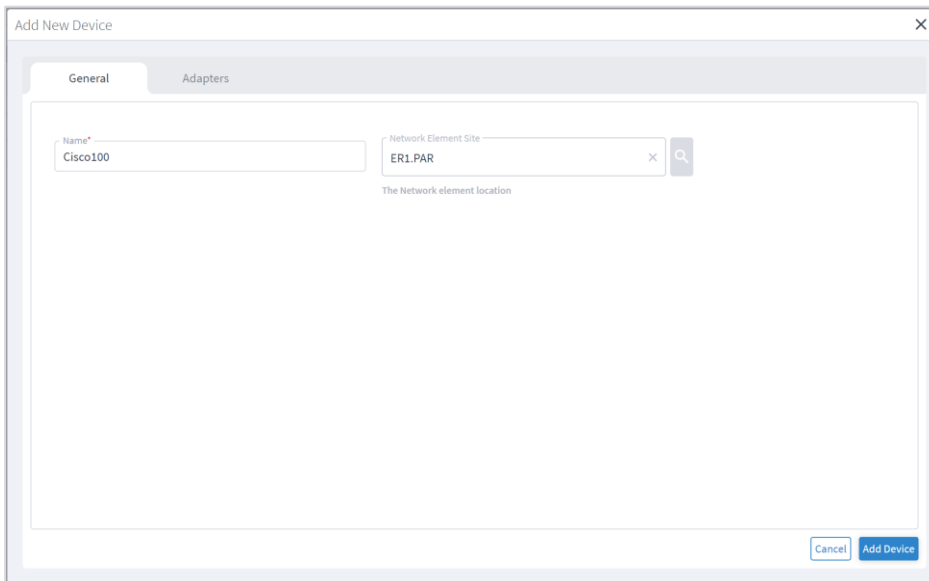 Add New Device
General Adapters
Name*
Cisco100
Network Element Site
ER1.PAR
The Network element location
Cancel Add Device